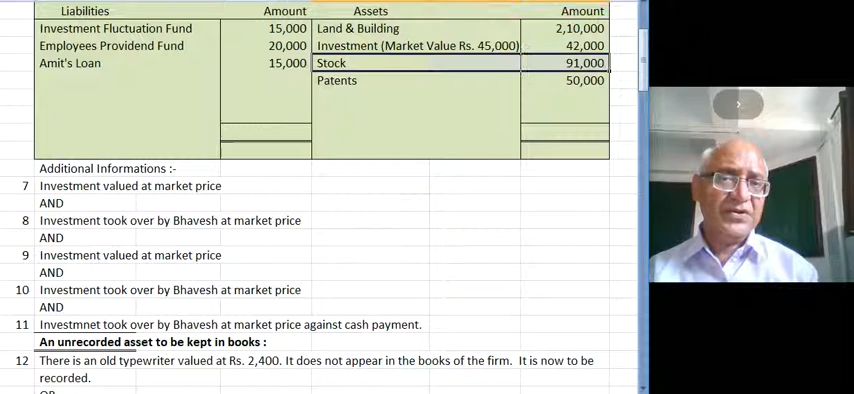 Liabilities Amount Assets Amount
Investment Fluctuation Fund 15,000 Land & Building 2,10,000
Employees Providend Fund 20,000 Investment (Market Value Rs. 45,000) 42,000
Amit's Loan 15,000 Stock 91,000
Patents 50,000
Additional Informations :-
7 Investment valued at market price
AND
8 Investment took over by Bhavesh at market price
AND
9 Investment valued at market price
AND
10 Investment took over by Bhavesh at market price
AND
11 Investmnet took over by Bhavesh at market price against cash payment.
An unrecorded asset to be kept in books :
12 There is an old typewriter valued at Rs. 2,400. It does not appear in the books of the firm. It is now to be
recorded.
OR